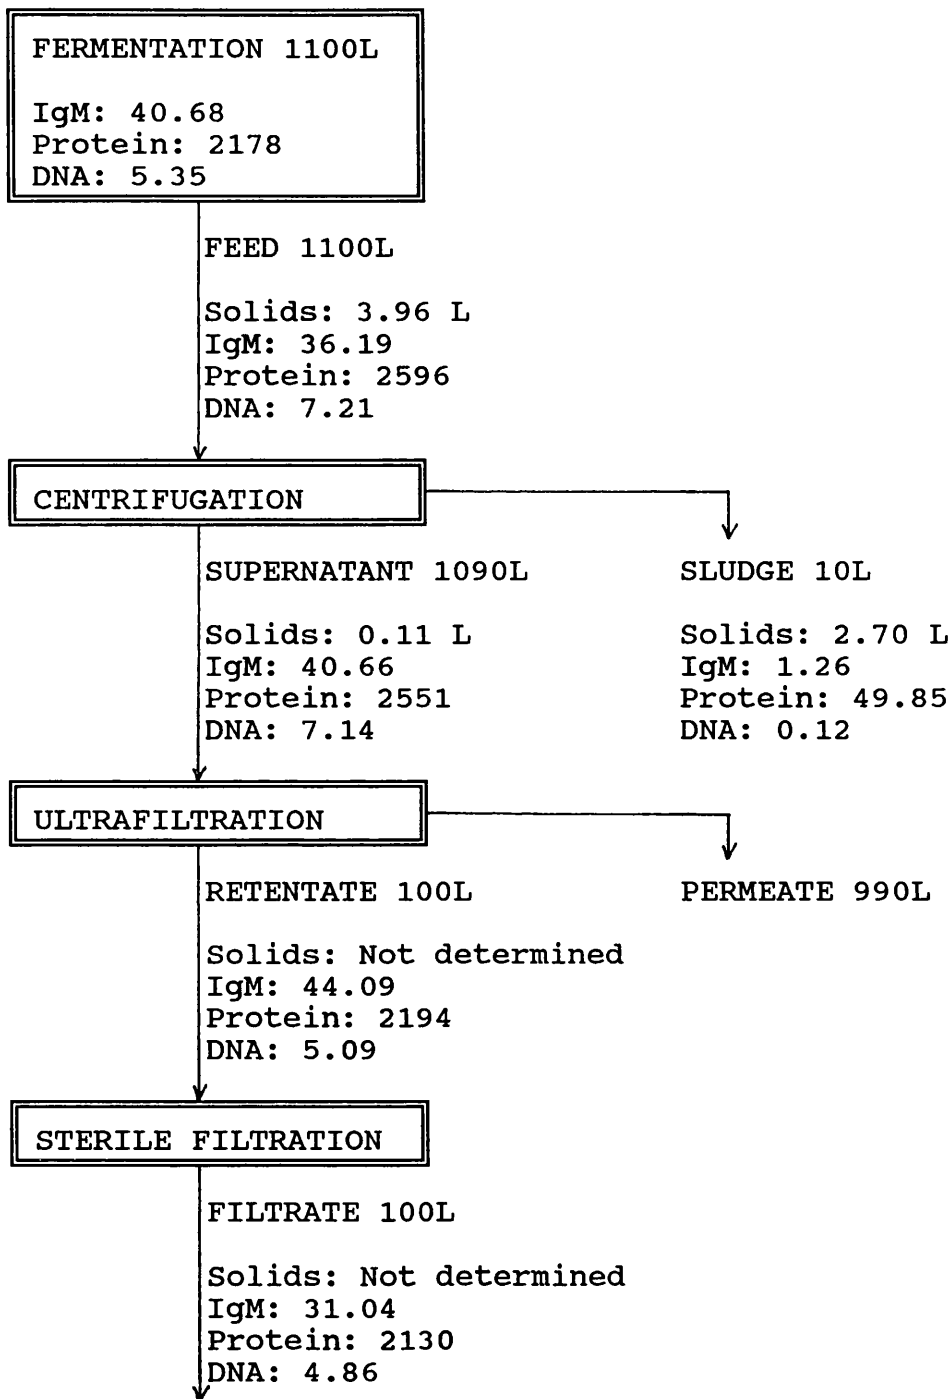 FERMENTATION 1100L
IgM: 40.68
Protein: 2178
DNA: 5.35
FEED 1100L
Solids: 3.96 L
IgM: 36.19
Protein: 2596
DNA: 7.21
CENTRIFUGATION
SUPERNATANT 1090L
Solids: 0.11 L
IgM: 40.66
Protein: 2551
DNA: 7.14
SLUDGE 10L
Solids: 2.70 L
IgM: 1.26
Protein: 49.85
DNA: 0.12
ULTRAFILTRATION
RETENTATE 100L
Solids: Not determined
IgM: 44.09
Protein: 2194
DNA: 5.09
PERMEATE 990L
STERILE FILTRATION
FILTRATE 100L
Solids: Not determined
IgM: 31.04
Protein: 2130
DNA: 4.86